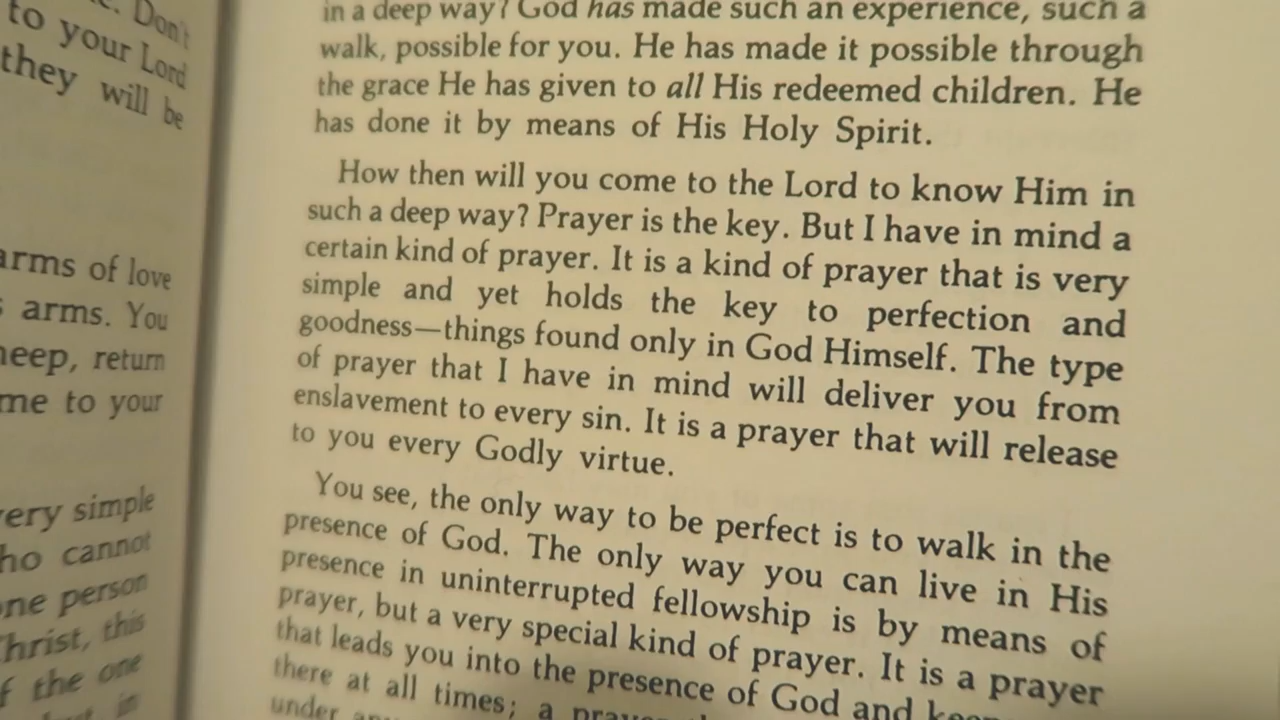 Don't
to your Lord
they will be
arms of love
arms. You
return
me to your
very simple
cannot
person
this
f the one
in
in a deep way? God has made such an experience, such a
walk, possible for you. He has made it possible through
the grace He has given to all His redeemed children. He
has done it by means of His Holy Spirit.
How then will you come to the Lord to know Him in
such a deep way? Prayer is the key. But I have in mind a
certain kind of prayer. It is a kind of prayer that is very
simple and yet holds the key to perfection and
goodness—things found only in God Himself. The type
of prayer that I have in mind will deliver you from
enslavement to every sin. It is a prayer that will release
to you every Godly virtue.
You see, the only way to be perfect is to walk in the
presence of God. The only way you can live in His
presence in uninterrupted fellowship is by means of
prayer, but a very special kind of prayer. It is a prayer
that leads you into the presence of God and
there at all times; a
under